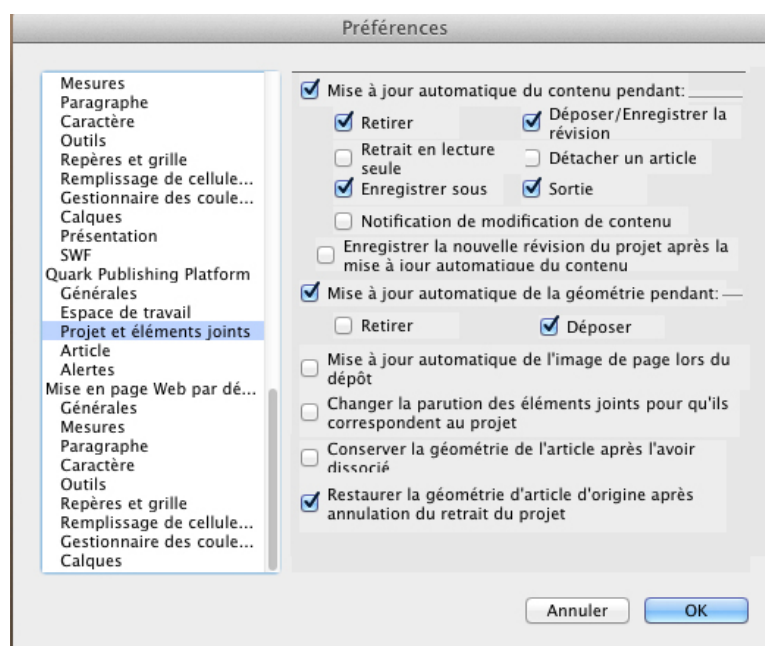 Préférences
Mesures
Paragraphe
Caractère
Outils
Repères et grille
Remplissage de cellule...
Gestionnaire des coule...
Calques
Présentation
SWF
Quark Publishing Platform
Générales
Espace de travail
Projet et éléments joints
Article
Alertes
Mise en page Web par dé...
Générales
Mesures
Paragraphe
Caractère
Outils
Repères et grille
Remplissage de cellule...
Gestionnaire des coule...
Calques
Mise à jour automatique du contenu pendant:
Retirer
Déposer/Enregistrer la
révision
Retrait en lecture
seule
Détacher un article
Enregistrer sous
Sortie
Notification de modification de contenu
Enregistrer la nouvelle révision du projet après la
mise à jour automatique du contenu
Mise à jour automatique de la géométrie pendant:
Retirer
Déposer
Mise à jour automatique de l'image de page lors du
dépôt
Changer la parution des éléments joints pour qu'ils
correspondent au projet
Conserver la géométrie de l'article après l'avoir
dissocié
Restaurer la géométrie d'article d'origine après
annulation du retrait du projet
Annuler
OK